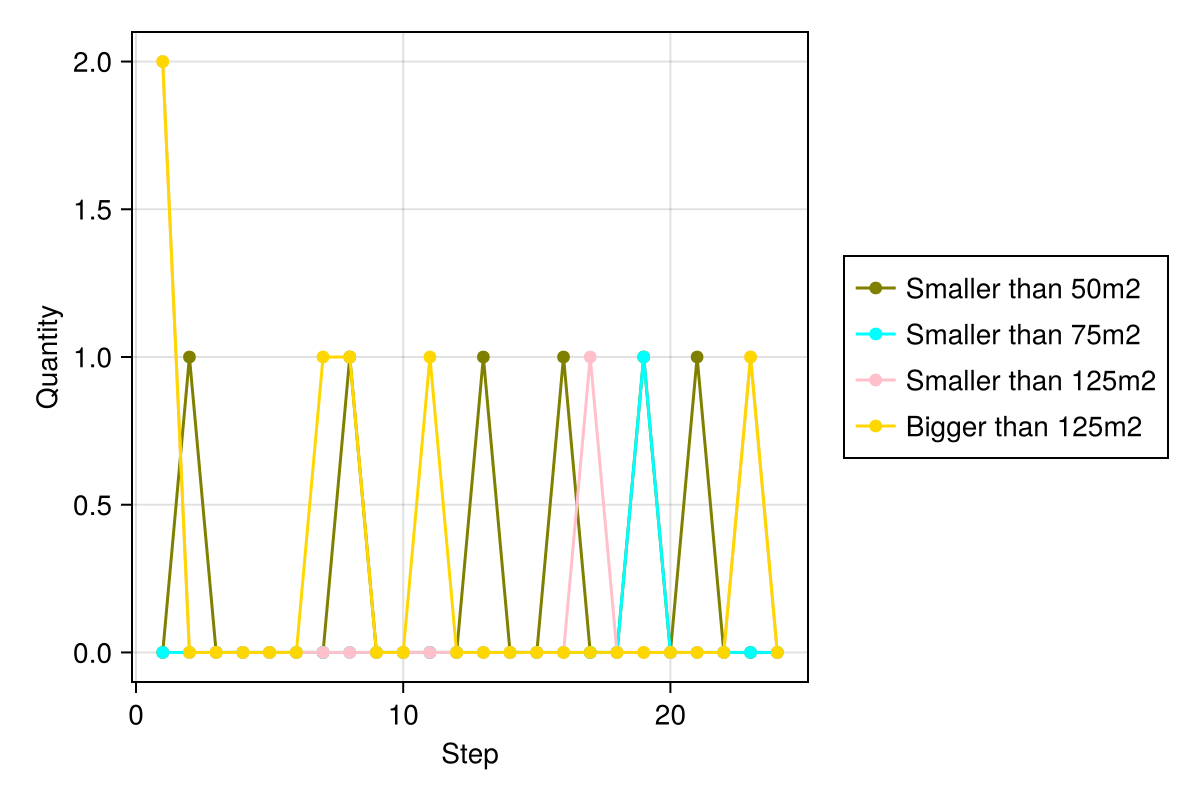 2.0
1.5
1.0
0.5
0.0
0
10
20
Quantity
Step
Smaller than 50m2
Smaller than 75m2
Smaller than 125m2
Bigger than 125m2